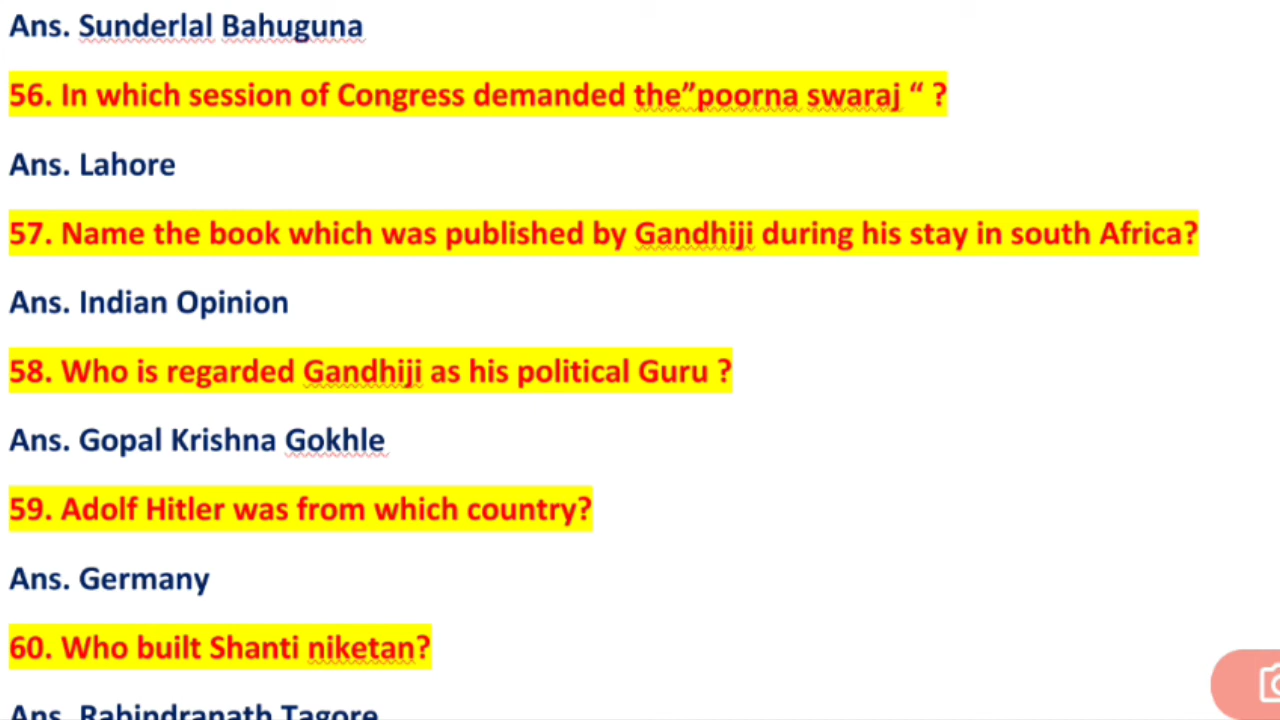 Ans. Sunderlal Bahuguna
56. In which session of Congress demanded the”poorna swaraj “ ?
Ans. Lahore
57. Name the book which was published by Gandhiji during his stay in south Africa?
Ans. Indian Opinion
58. Who is regarded Gandhiji as his political Guru ?
Ans. Gopal Krishna Gokhle
59. Adolf Hitler was from which country?
Ans. Germany
60. Who built Shanti niketan?
Ans. Rabindranath Tagore